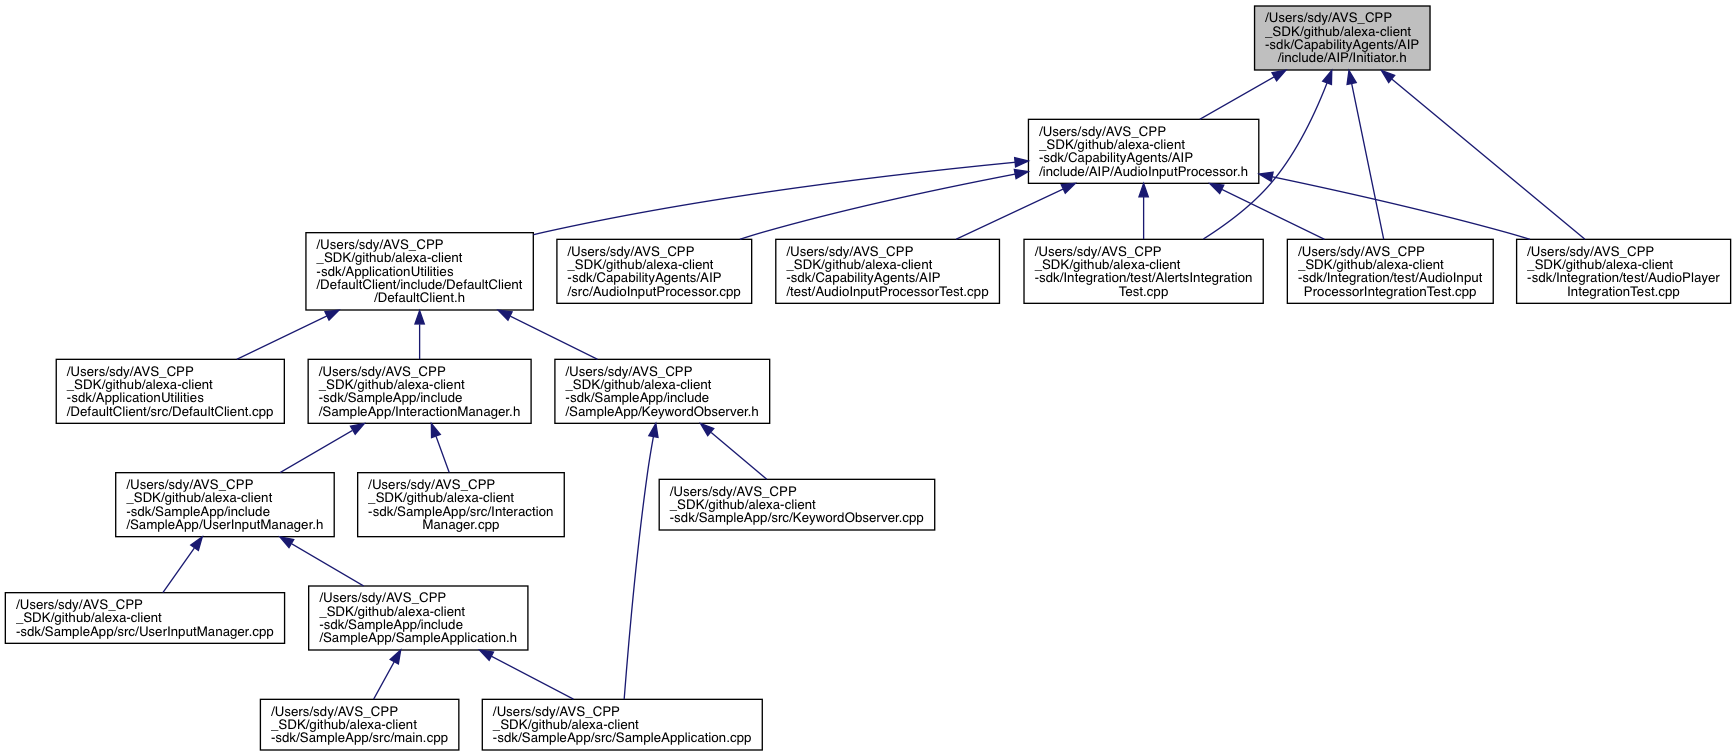 /Users/sdy/AVS_CPP
_SDK/github/alexa-client
-sdk/CapabilityAgents/AIP
/include/AIP/Initiator.h
/Users/sdy/AVS_CPP
_SDK/github/alexa-client
-sdk/CapabilityAgents/AIP
/include/AIP/AudioInputProcessor.h
/Users/sdy/AVS_CPP
_SDK/github/alexa-client
-sdk/ApplicationUtilities
/DefaultClient/include/DefaultClient
/DefaultClient.h
/Users/sdy/AVS_CPP
_SDK/github/alexa-client
-sdk/CapabilityAgents/AIP
/src/AudioInputProcessor.cpp
/Users/sdy/AVS_CPP
_SDK/github/alexa-client
-sdk/CapabilityAgents/AIP
/test/AudioInputProcessorTest.cpp
/Users/sdy/AVS_CPP
_SDK/github/alexa-client
-sdk/Integration/test/AlertsIntegration
Test.cpp
/Users/sdy/AVS_CPP
_SDK/github/alexa-client
-sdk/Integration/test/AudioInput
ProcessorIntegrationTest.cpp
/Users/sdy/AVS_CPP
_SDK/github/alexa-client
-sdk/Integration/test/AudioPlayer
IntegrationTest.cpp
/Users/sdy/AVS_CPP
_SDK/github/alexa-client
-sdk/ApplicationUtilities
/DefaultClient/src/DefaultClient.cpp
/Users/sdy/AVS_CPP
_SDK/github/alexa-client
-sdk/SampleApp/include
/SampleApp/InteractionManager.h
/Users/sdy/AVS_CPP
_SDK/github/alexa-client
-sdk/SampleApp/include
/SampleApp/KeywordObserver.h
/Users/sdy/AVS_CPP
_SDK/github/alexa-client
-sdk/SampleApp/include
/SampleApp/UserInputManager.h
/Users/sdy/AVS_CPP
_SDK/github/alexa-client
-sdk/SampleApp/src/Interaction
Manager.cpp
/Users/sdy/AVS_CPP
_SDK/github/alexa-client
-sdk/SampleApp/src/KeywordObserver.cpp
/Users/sdy/AVS_CPP
_SDK/github/alexa-client
-sdk/SampleApp/src/UserInputManager.cpp
/Users/sdy/AVS_CPP
_SDK/github/alexa-client
-sdk/SampleApp/include
/SampleApp/SampleApplication.h
/Users/sdy/AVS_CPP
_SDK/github/alexa-client
-sdk/SampleApp/src/main.cpp
/Users/sdy/AVS_CPP
_SDK/github/alexa-client
-sdk/SampleApp/src/SampleApplication.cpp